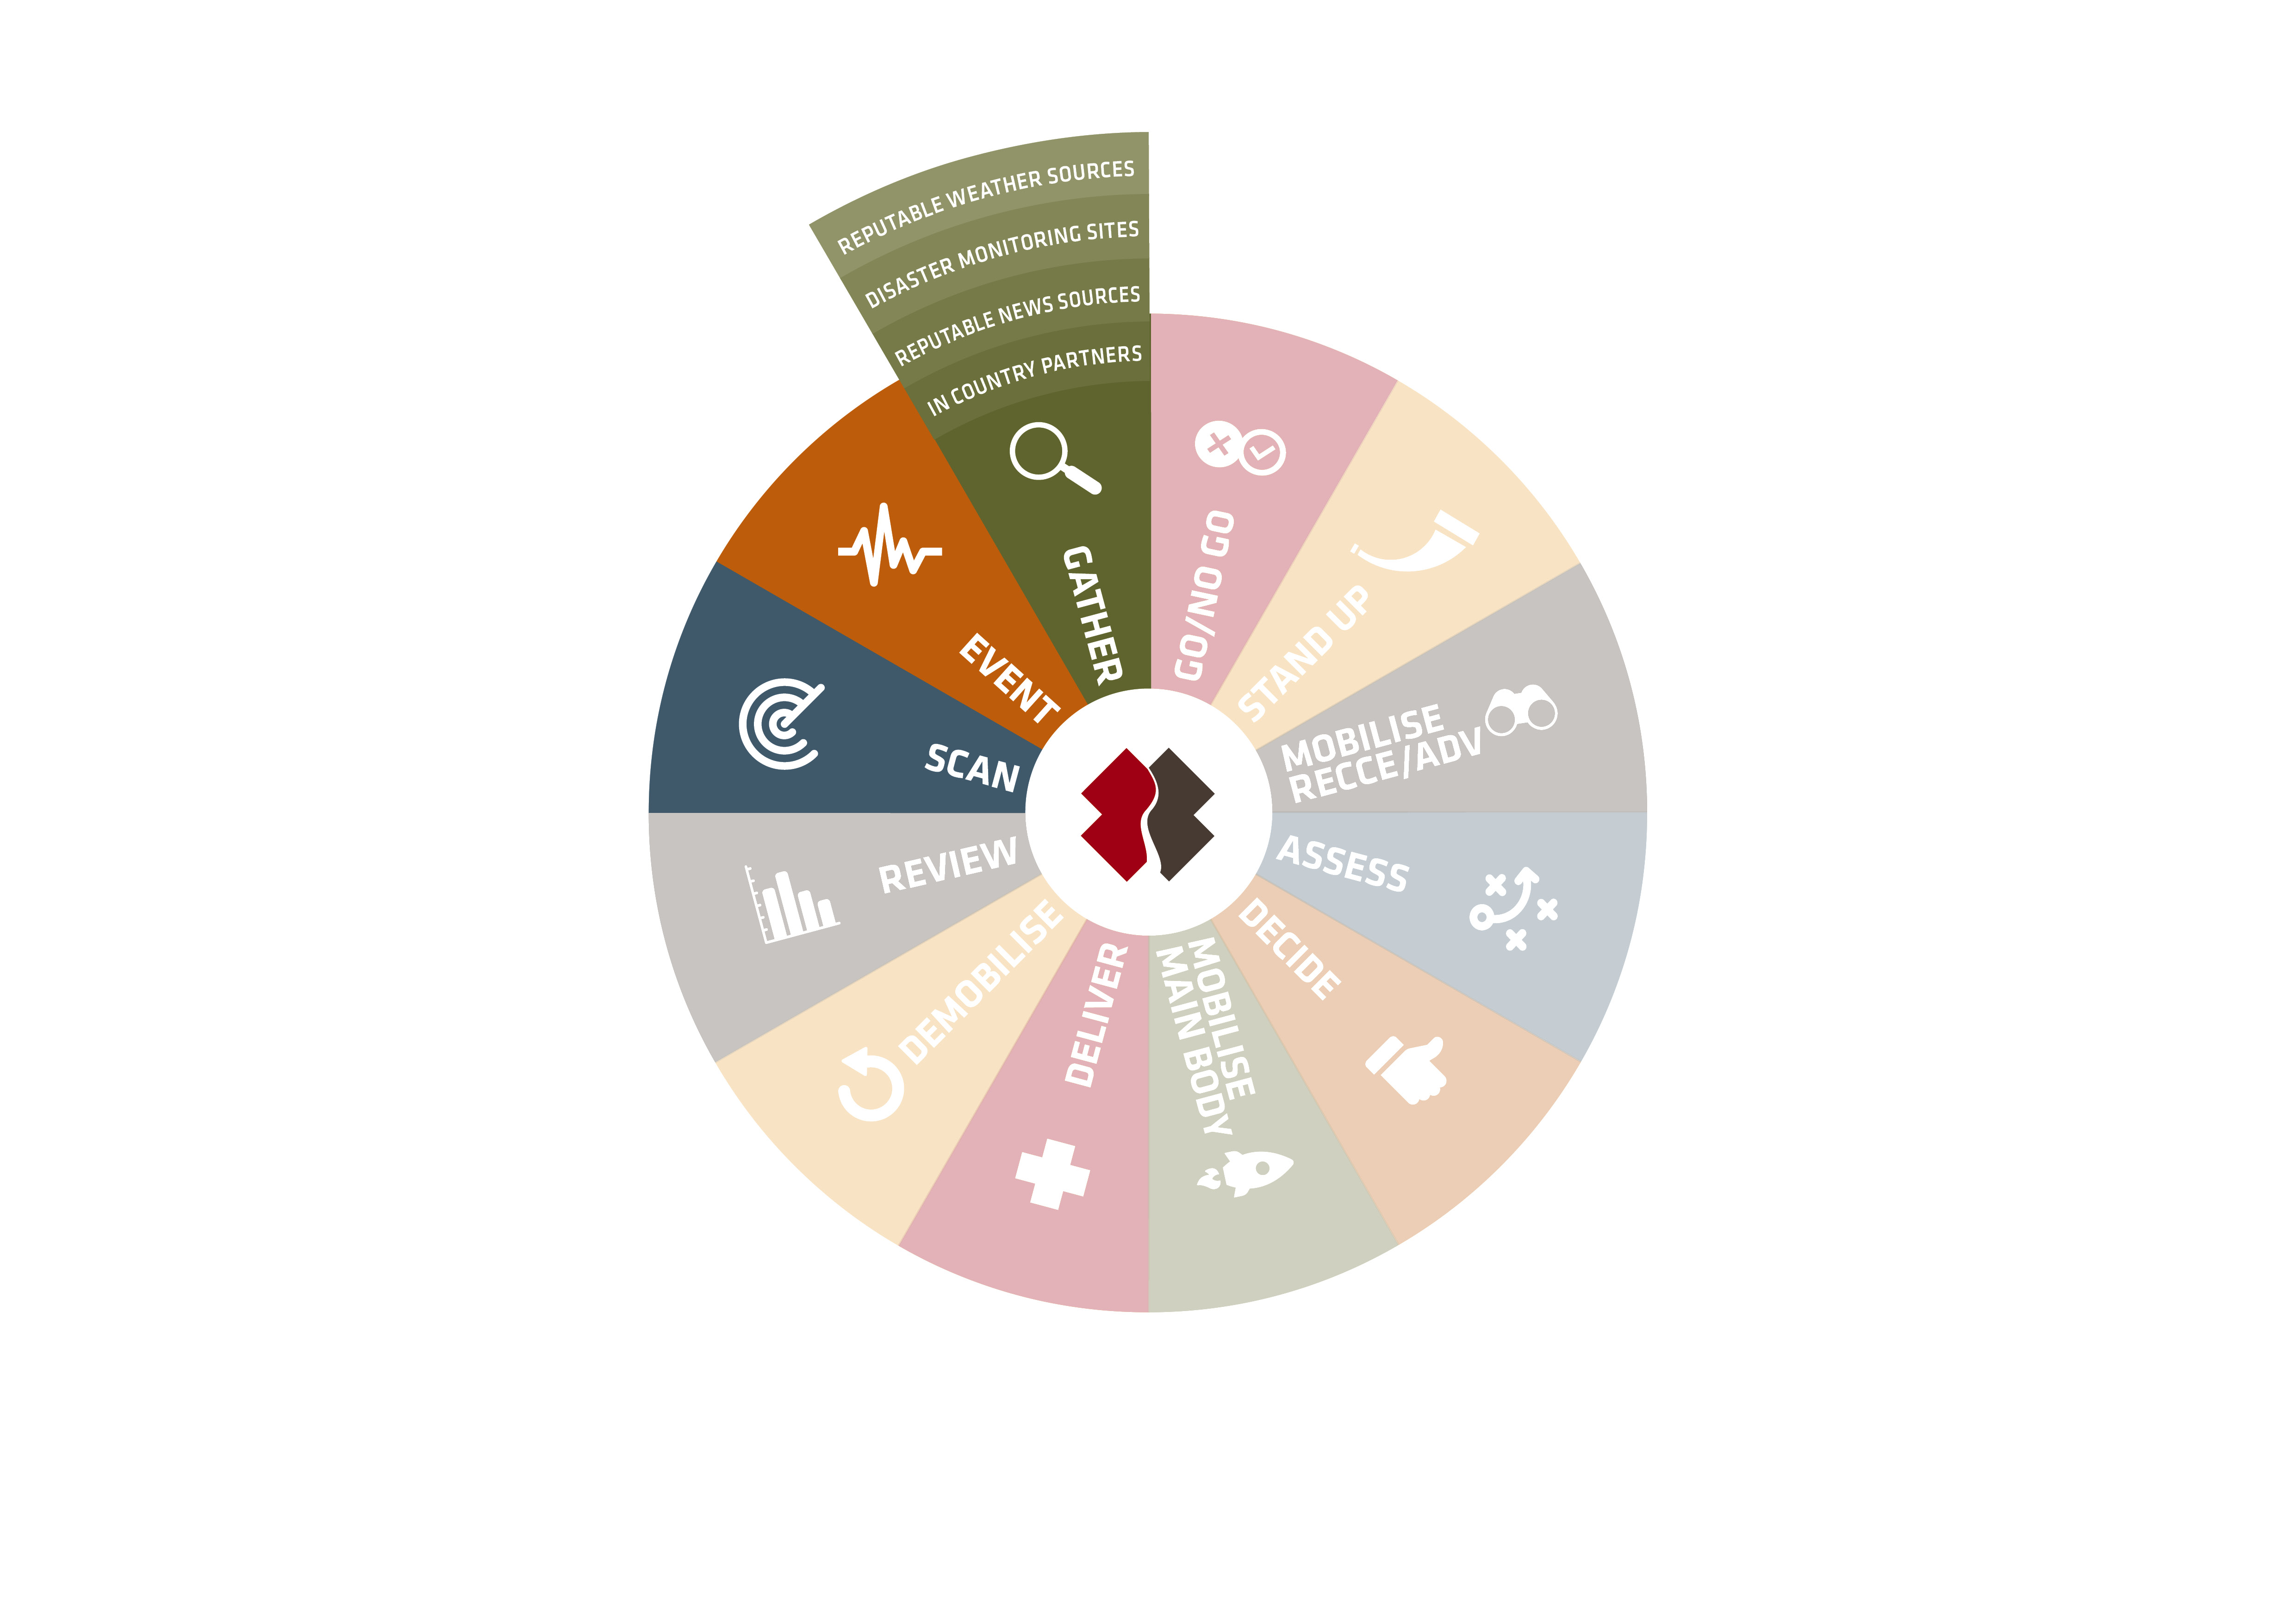 REPUTABLE WEATHER SOURCES
DISASTER MONITORING SITES
REPUTABLE NEWS SOURCES
IN COUNTRY PARTNERS
GATHER
GO/NO GO
STAND UP
MOBILISE
RECCE/ADV
ASSESS
DECIDE
MOBILISE
MAIN BODY
DELIVER
DEMOBILISE
REVIEW
SCAN
EVENT